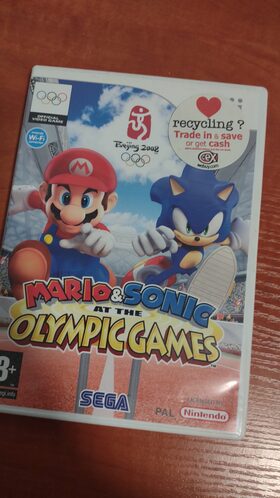 OFFICIAL
VIDEO GAME
Wi-Fi
Beijing 2008
recycling ?
Trade in & save
or get cash
cex
MARIO & SONIC
AT THE
OLYMPIC GAMES
TM
SEGA
PAL
Nintendo